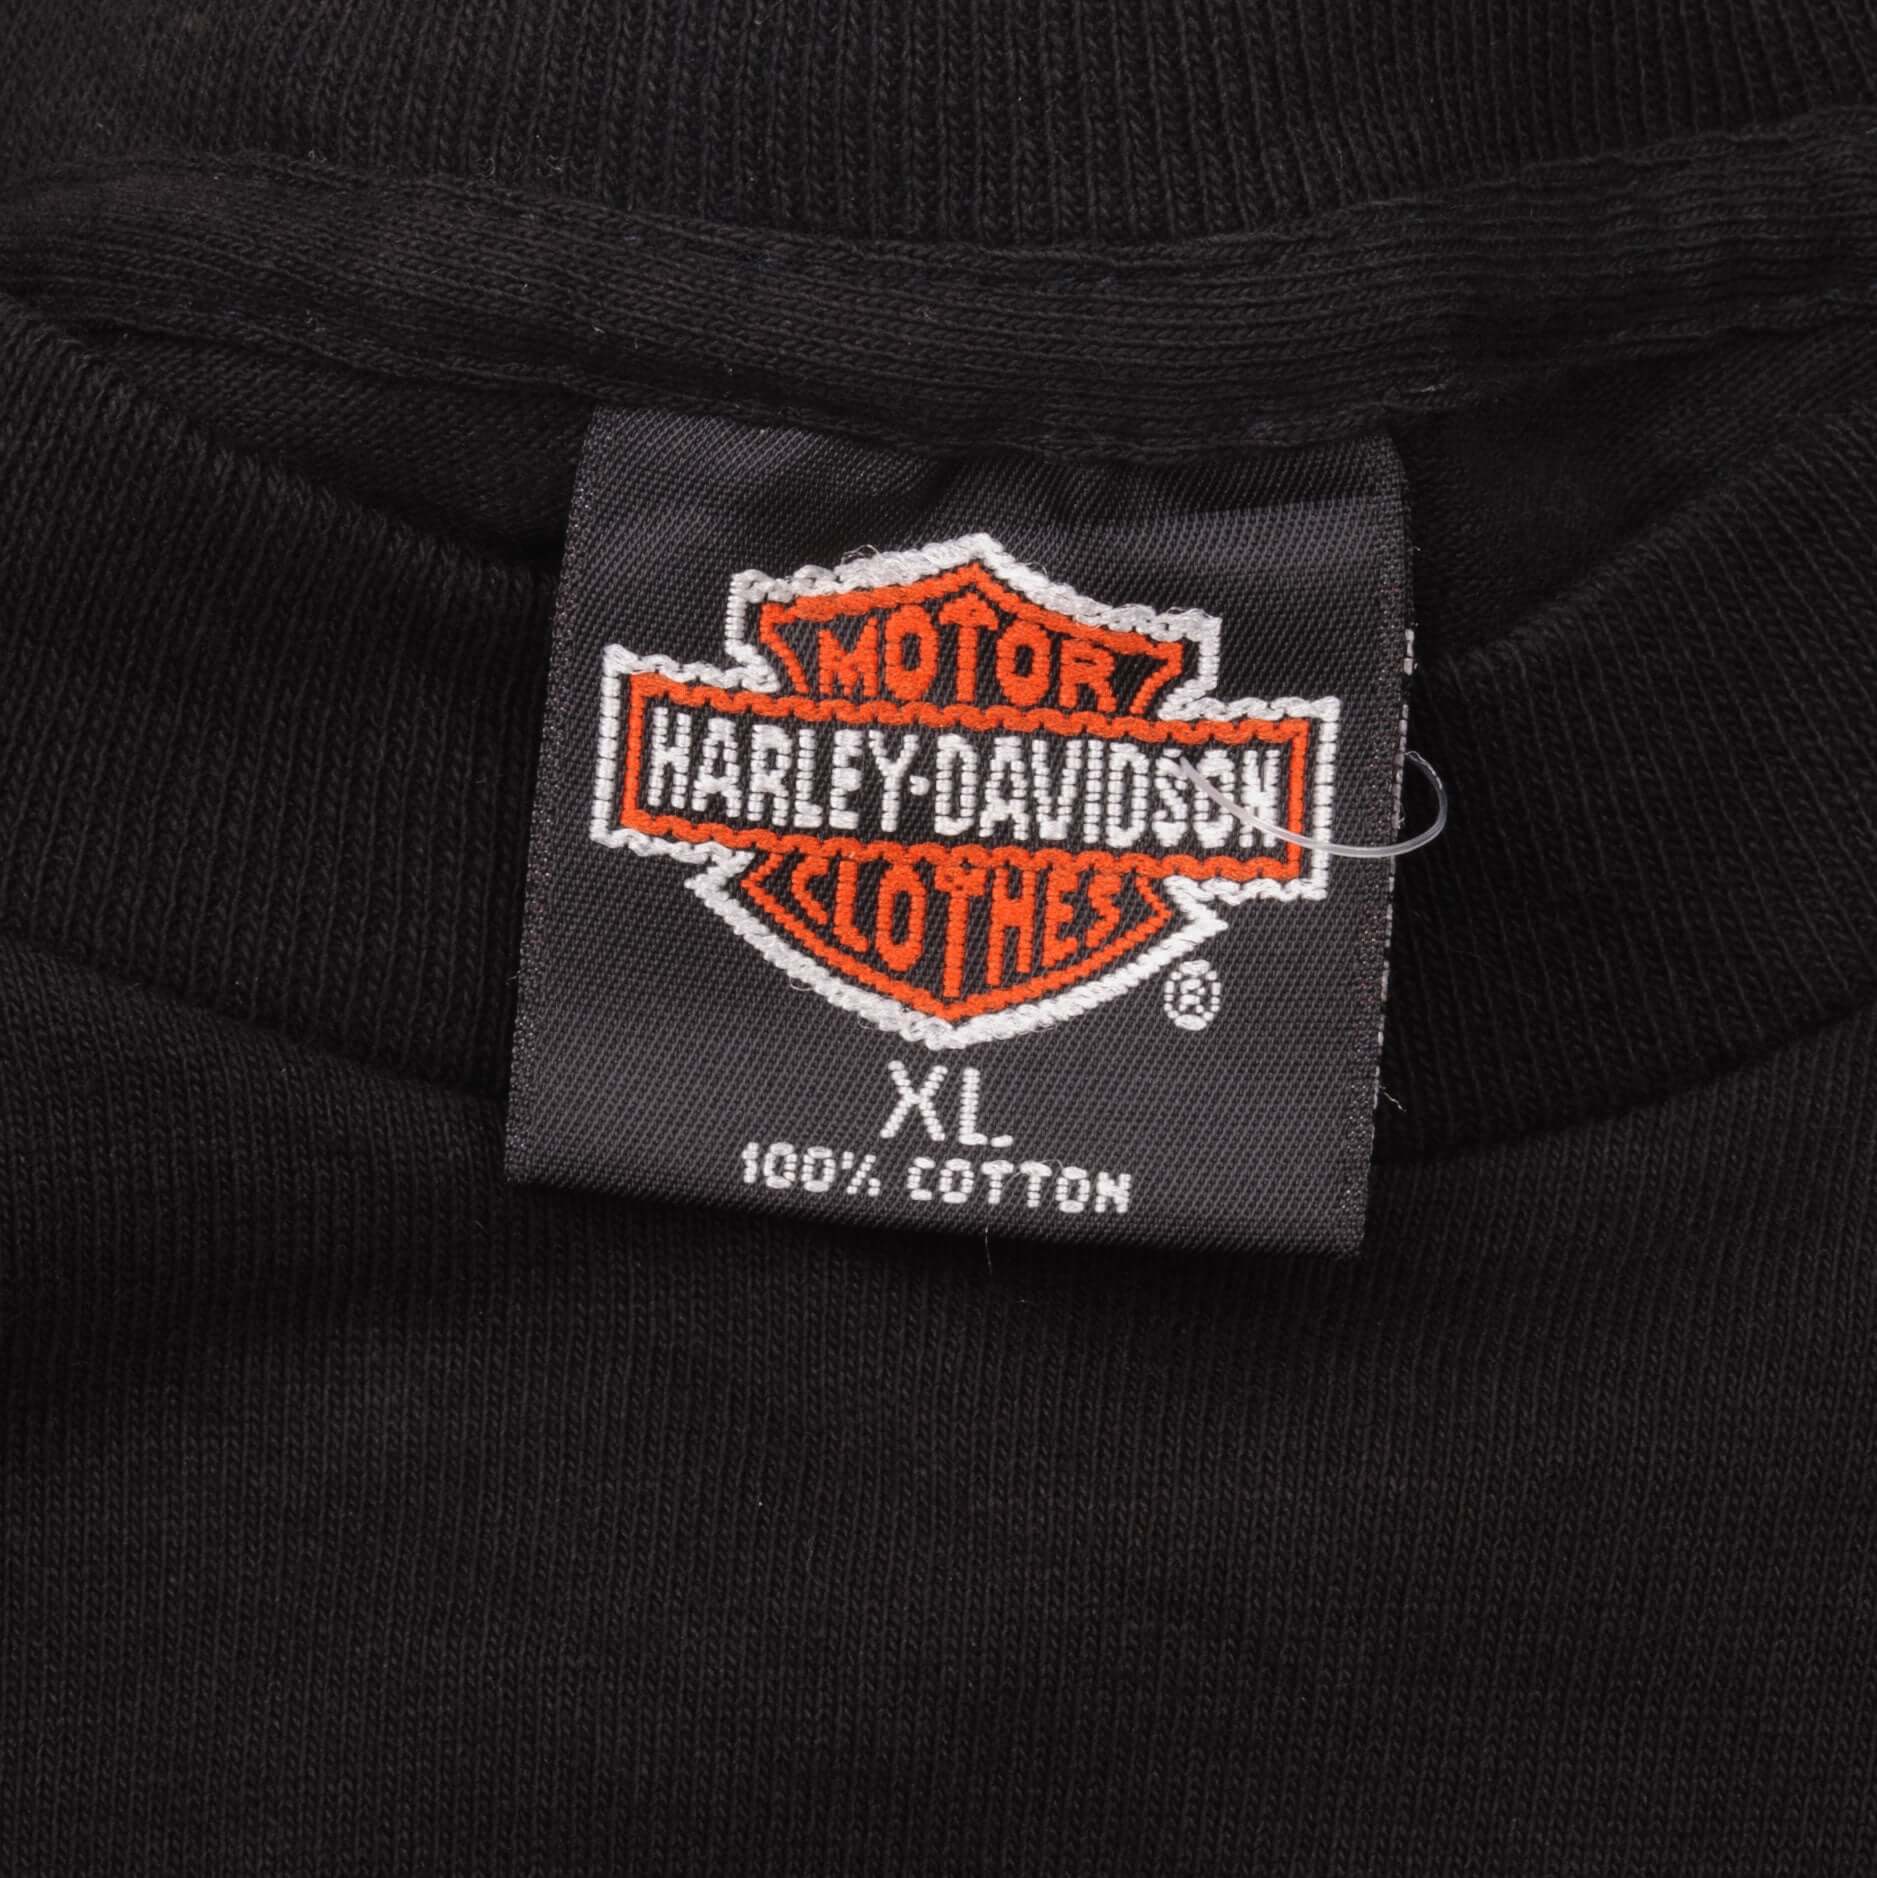 MOTOR
HARLEY-DAVIDSON
CLOTHES
®
XL
100% COTTON